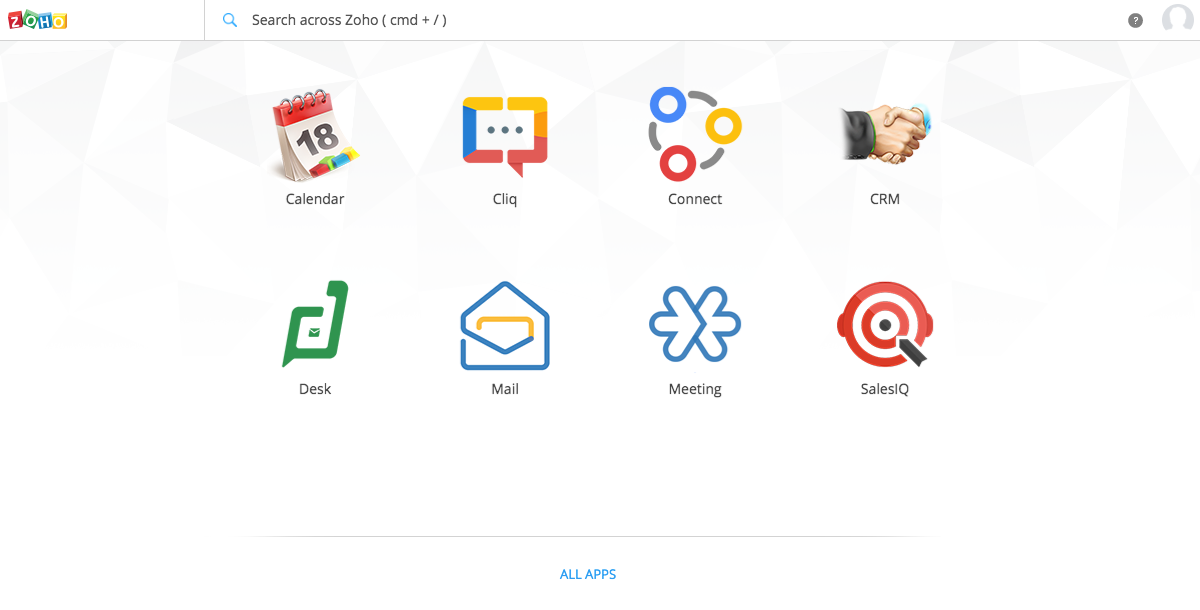 ZOHO
Search across Zoho ( cmd + / )
?
18
Calendar
Cliq
Connect
CRM
Desk
Mail
Meeting
SalesIQ
ALL APPS